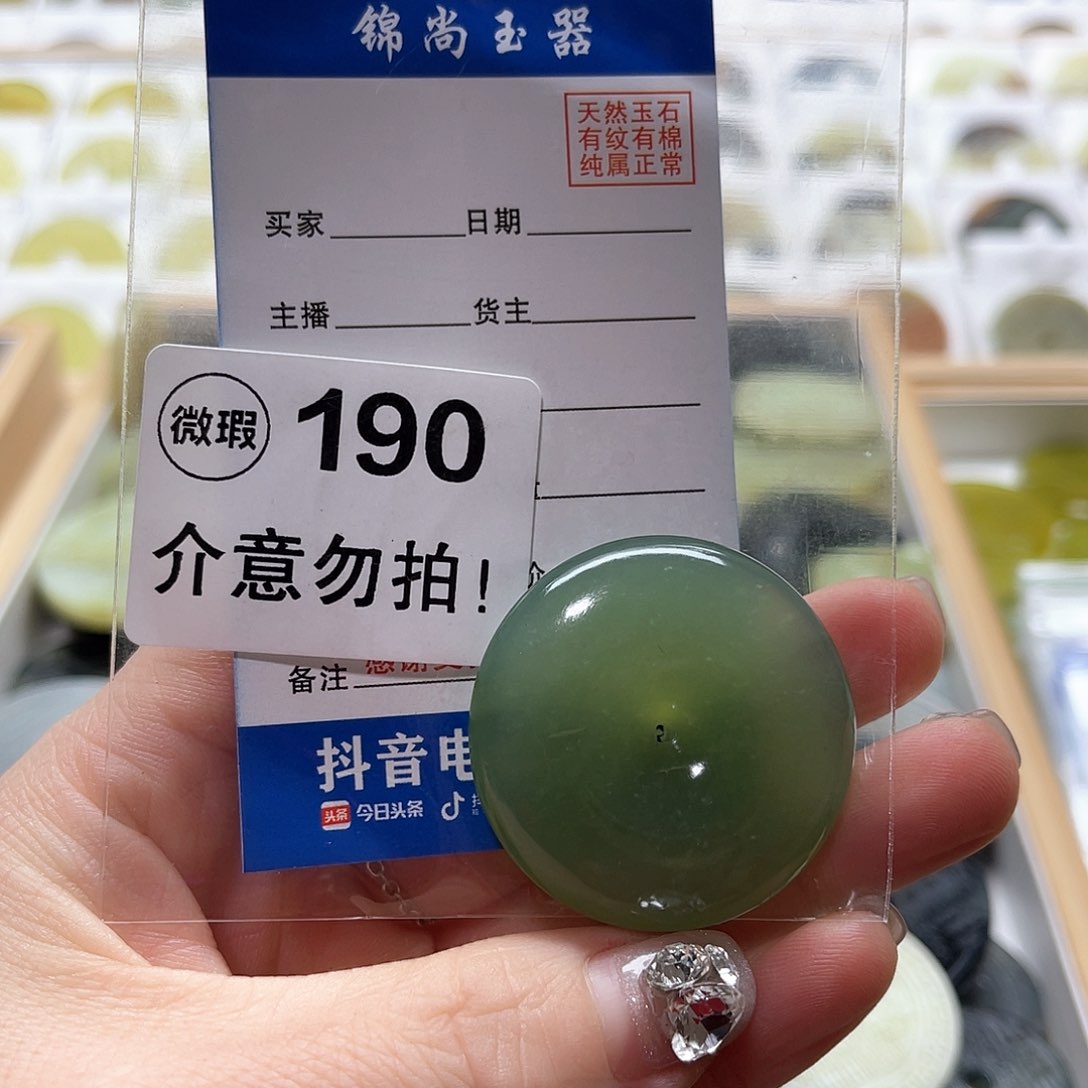 锦尚玉器
天然玉石
有纹有棉
纯属正常
买家 日期
主播 货主
微瑕 190
介意勿拍!
备注
抖音电
头条 今日头条